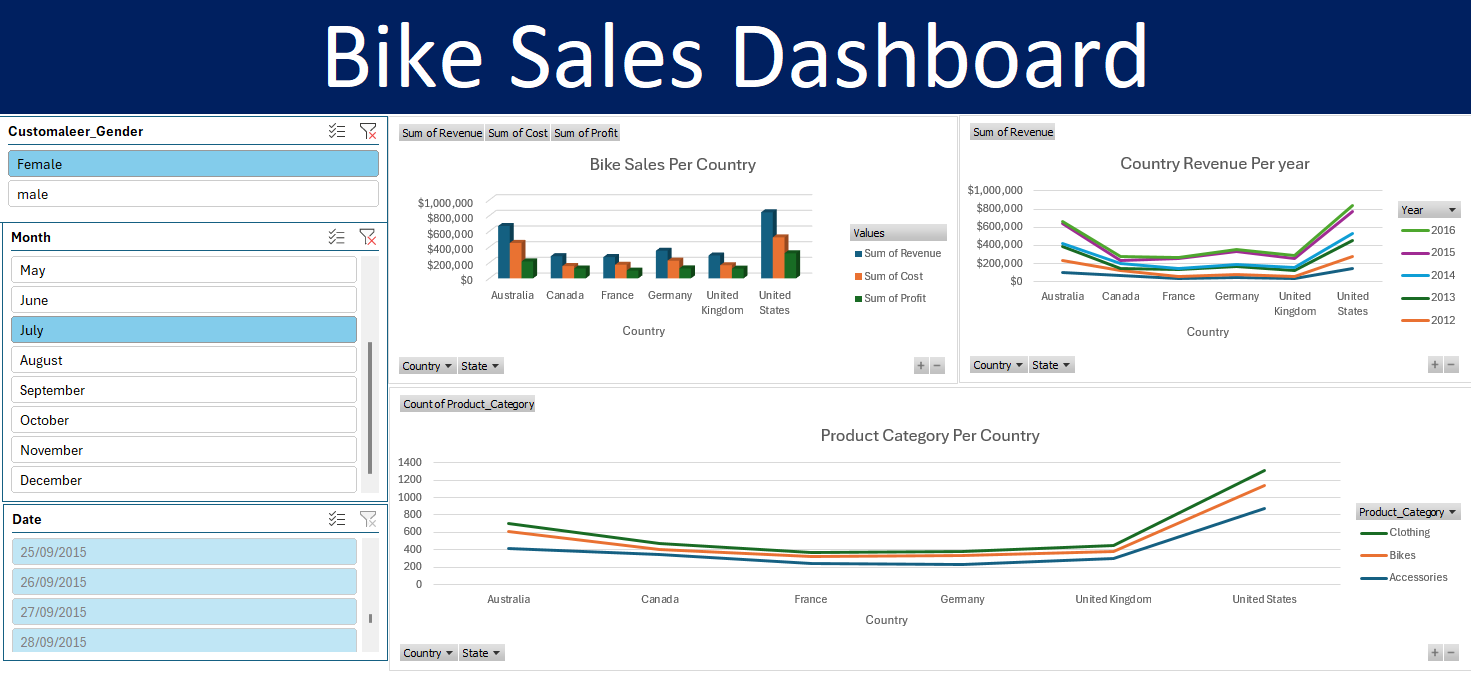 Bike Sales Dashboard
Customaleer_Gender
Female
male
Month
May
June
July
August
September
October
November
December
Date
25/09/2015
26/09/2015
27/09/2015
28/09/2015
Sum of Revenue Sum of Cost Sum of Profit
Bike Sales Per Country
$1,000,000
$800,000
$600,000
$400,000
$200,000
$0
Australia Canada France Germany United Kingdom United States
Country
Values
Sum of Revenue
Sum of Cost
Sum of Profit
Country State
+ −
Sum of Revenue
Country Revenue Per year
$1,000,000
$800,000
$600,000
$400,000
$200,000
$0
Australia Canada France Germany United Kingdom United States
Country
Year
2016
2015
2014
2013
2012
Country State
+ −
Count of Product_Category
Product Category Per Country
1400
1200
1000
800
600
400
200
0
Australia Canada France Germany United Kingdom United States
Country
Product_Category
Clothing
Bikes
Accessories
Country State
+ −